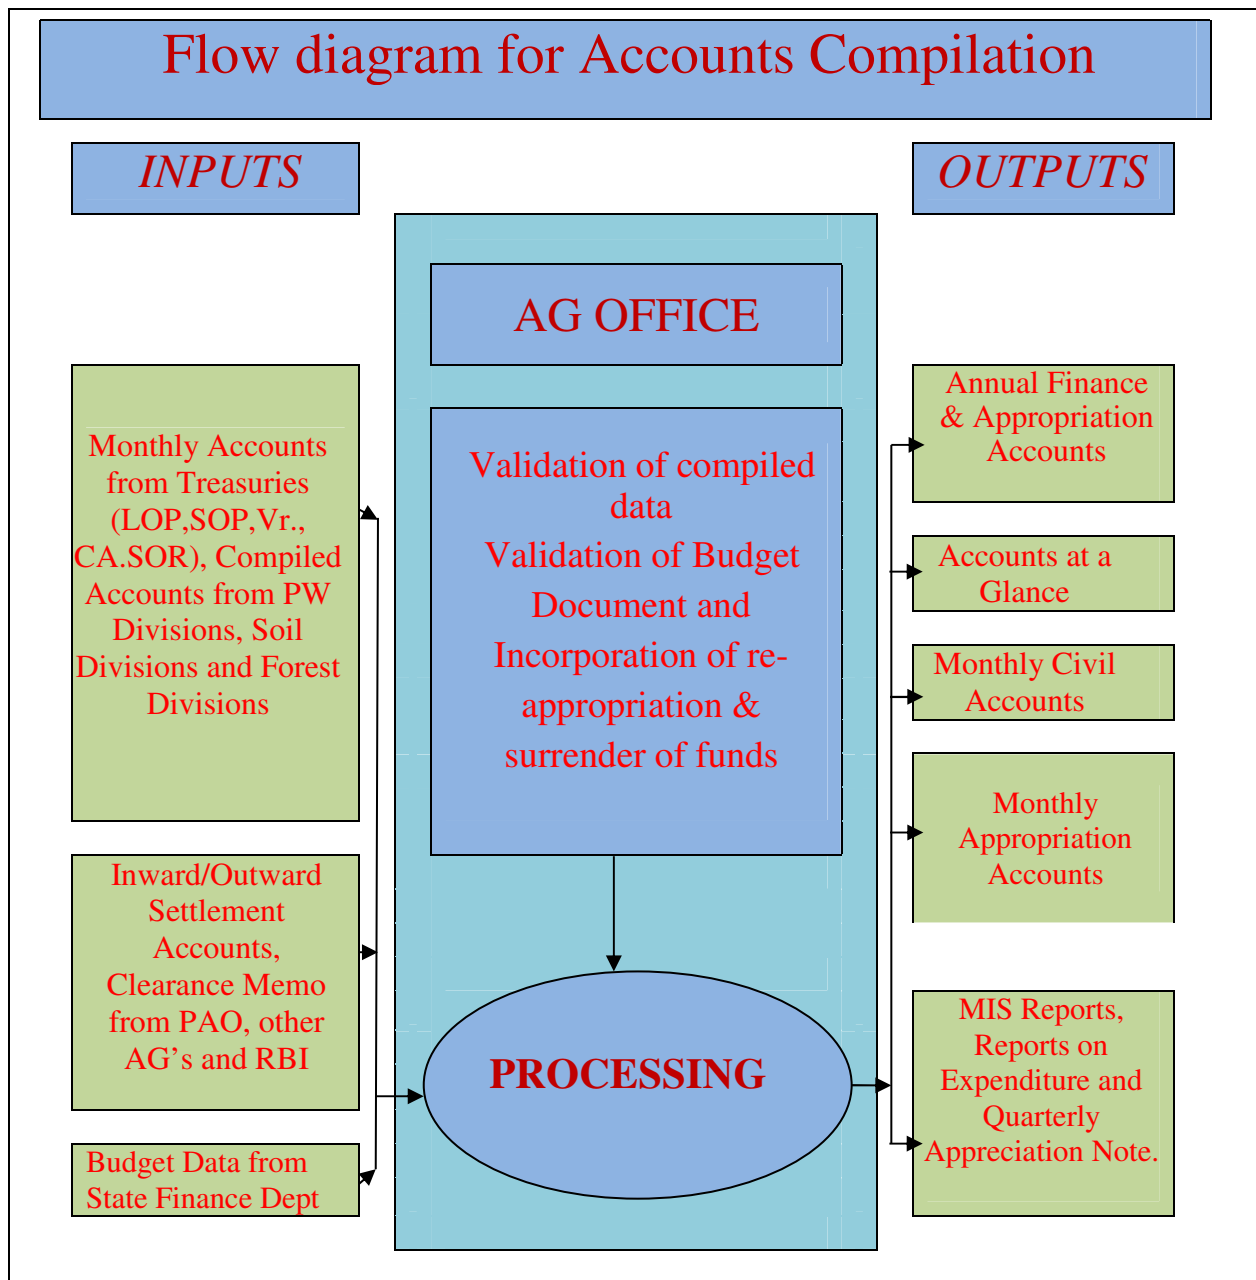 Flow diagram for Accounts Compilation
INPUTS
Monthly Accounts
from Treasuries
(LOP,SOP,Vr.,
CA.SOR), Compiled
Accounts from PW
Divisions, Soil
Divisions and Forest
Divisions
Inward/Outward
Settlement
Accounts,
Clearance Memo
from PAO, other
AG’s and RBI
Budget Data from
State Finance Dept
AG OFFICE
Validation of compiled
data
Validation of Budget
Document and
Incorporation of re-
appropriation &
surrender of funds
PROCESSING
OUTPUTS
Annual Finance
& Appropriation
Accounts
Accounts at a
Glance
Monthly Civil
Accounts
Monthly
Appropriation
Accounts
MIS Reports,
Reports on
Expenditure and
Quarterly
Appreciation Note.